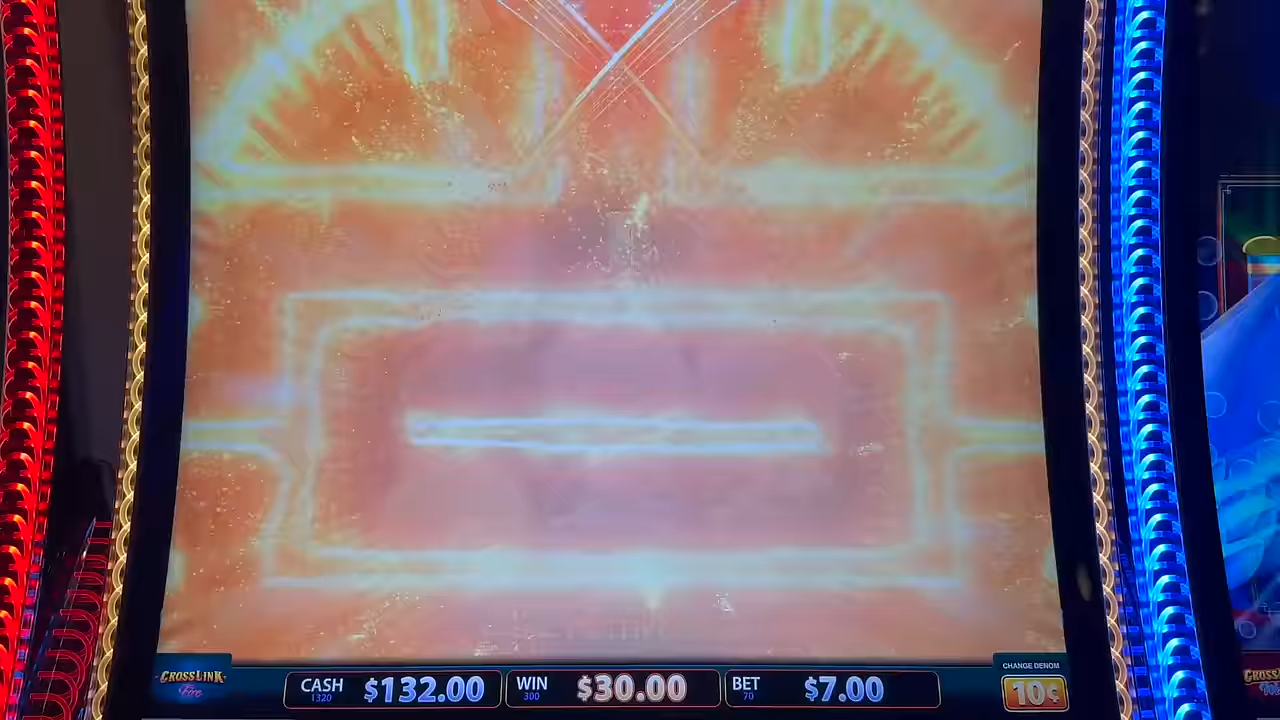 CROSSLINK
Fire
CASH
1320
$132.00
WIN
300
$30.00
BET
70
$7.00
CHANGE DENOM
10¢